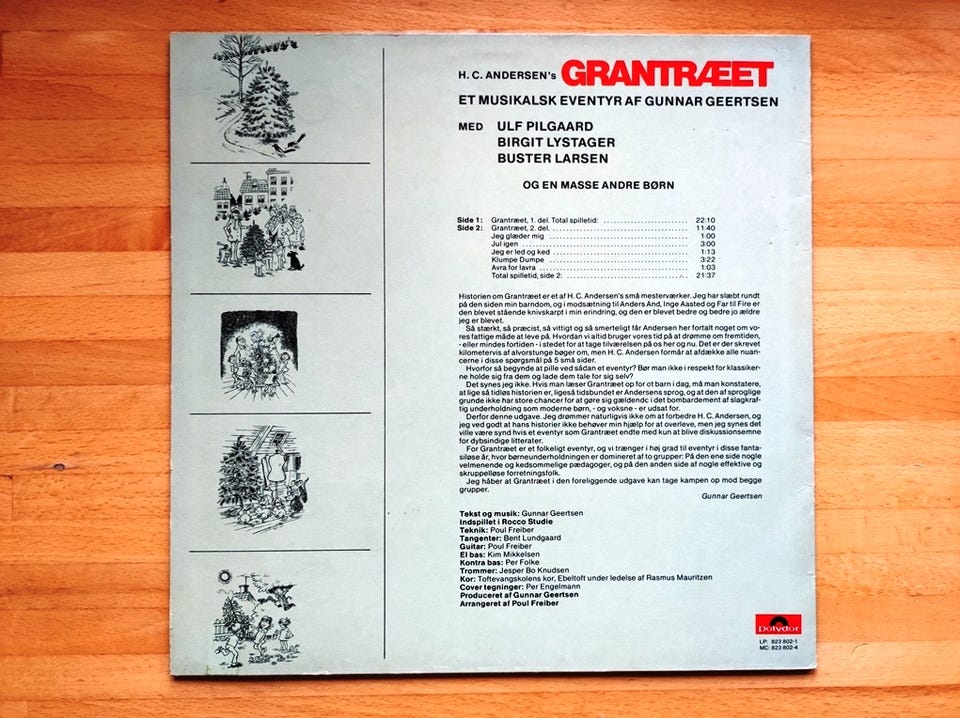 H. C. ANDERSEN's GRANTRÆET
ET MUSIKALSK EVENTYR AF GUNNAR GEERTSEN
MED ULF PILGAARD
BIRGIT LYSTAGER
BUSTER LARSEN
OG EN MASSE ANDRE BØRN
Side 1: Grantræet, 1. del. Total spilletid: 22:10
Side 2: Grantræet, 2. del. 11:40
Jeg glæder mig 1:00
Jul igen 3:00
Jeg er led og ked 1:13
Klumpe Dumpe 3:22
Avra for lavra 1:03
Total spilletid, side 2: 21:37
Historien om Grantræet er et af H. C. Andersen's små mesterværker. Jeg har slæbt rundt
på den siden min barndom, og i modsætning til Anders And, Inge Aasted og Far til Fire er
den blevet stående knivskarpt i min erindring, og den er blevet bedre og bedre jo ældre
jeg er blevet.
Så stærkt, så præcist, så vittigt og så smerteligt får Andersen her fortalt noget om vo-
res fattige måde at leve på. Hvordan vi altid bruger vores tid på at drømme om fremtiden,
- eller mindes fortiden - i stedet for at tage tilværelsen på os her og nu. Det er der skrevet
kilometervis af alvorstunge bøger om, men H. C. Andersen formår at afdække alle nuan-
cerne i disse spørgsmål på 5 små sider.
Hvorfor så begynde at pille ved sådan et eventyr? Bør man ikke i respekt for klassiker-
ne holde sig fra dem og lade dem tale for sig selv?
Det synes jeg ikke. Hvis man læser Grantræet op for et barn i dag, må man konstatere,
at lige så tidløs historien er, ligeså tidsbundet er Andersens sprog, og at den af sproglige
grunde ikke har store chancer for at gøre sig gældende i det bombardement af slagkraf-
tig underholdning som moderne børn, - og voksne - er udsat for.
Derfor denne udgave. Jeg drømmer naturligvis ikke om at forbedre H. C. Andersen, og
jeg ved godt at hans historier ikke behøver min hjælp for at overleve, men jeg synes det
ville være synd hvis et eventyr som Grantræet endte med kun at blive diskussionsemne
for dybsindige litterater.
For Grantræet er et folkeligt eventyr, og vi trænger i høj grad til eventyr i disse fanta-
siløse år, hvor børneunderholdningen er domineret af to grupper: På den ene side nogle
velmenende og kedsommelige pædagoger, og på den anden side af nogle effektive og
skruppelløse forretningsfolk.
Jeg håber at Grantræet i den foreliggende udgave kan tage kampen op mod begge
grupper.
Gunnar Geertsen
Tekst og musik: Gunnar Geertsen
Indspillet i Rocco Studie
Teknik: Poul Freiber
Tangenter: Bent Lundgaard
Guitar: Poul Freiber
El bas: Kim Mikkelsen
Kontra bas: Per Folke
Trommer: Jesper Bo Knudsen
Kor: Toftevangskolens kor, Ebeltoft under ledelse af Rasmus Mauritzen
Cover tegninger: Per Engelmann
Produceret af Gunnar Geertsen
Arrangeret af Poul Freiber
Polydor
LP: 823 802-1
MC: 823 802-4